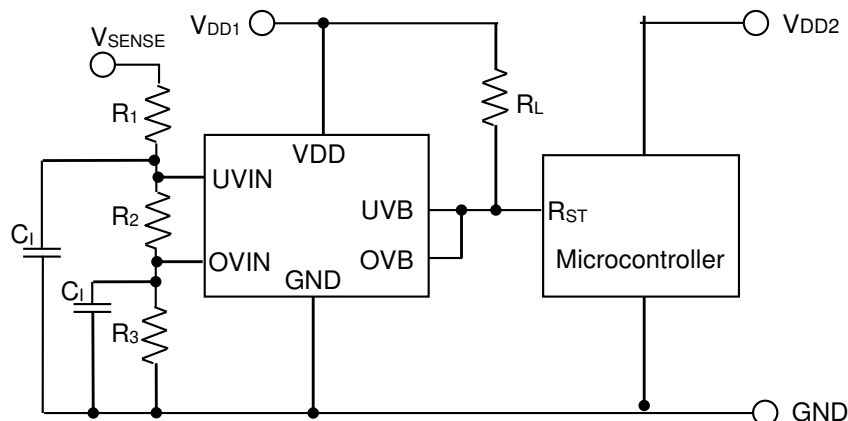 VDD1
VDD2
VSENSE
R1
RL
VDD
UVIN
R2
UVB
RST
CI
OVIN
OVB
Microcontroller
GND
CI
R3
GND